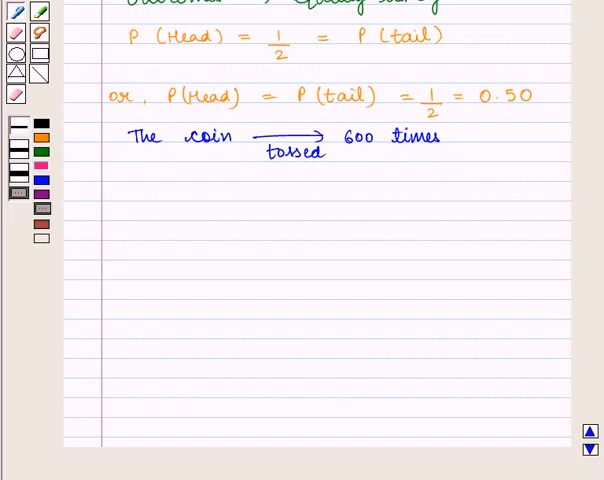 P (Head) = 1/2 = P (tail)
or, P(Head) = P (tail) = 1/2 = 0.50
The coin ⟶ 600 times
tossed